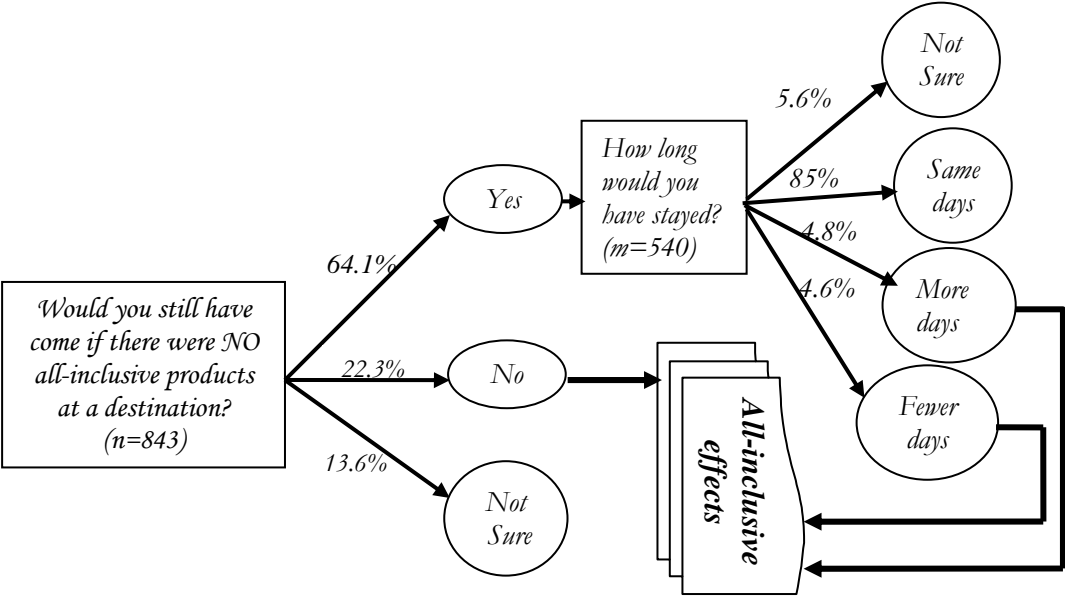 Would you still have
come if there were NO
all-inclusive products
at a destination?
(n=843)
64.1%
22.3%
13.6%
Yes
No
Not
Sure
How long
would you
have stayed?
(m=540)
5.6%
85%
4.8%
4.6%
Not
Sure
Same
days
More
days
Fewer
days
All-inclusive
effects